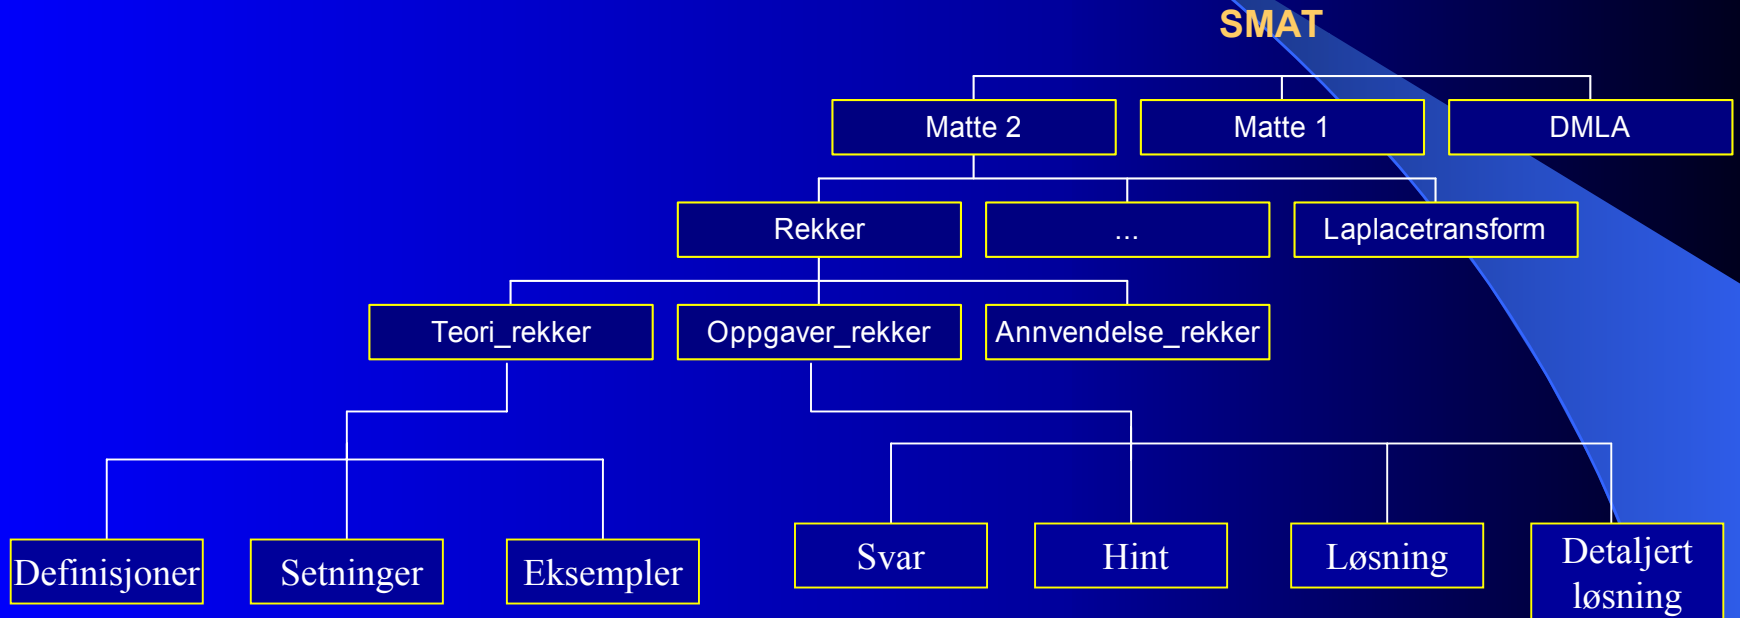 SMAT
Matte 2
Matte 1
DMLA
Rekker
...
Laplacetransform
Teori_rekker
Oppgaver_rekker
Annvendelse_rekker
Definisjoner
Setninger
Eksempler
Svar
Hint
Løsning
Detaljert
løsning